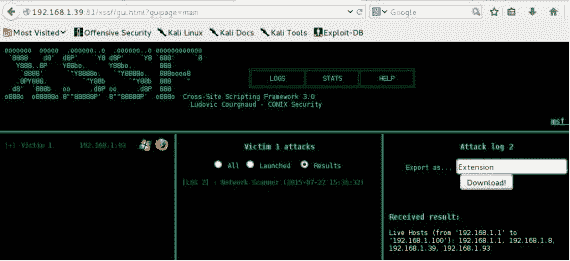 192.168.1.39:81/xssf/gui.html?guipage=main
Google
Most Visited Offensive Security Kali Linux Kali Docs Kali Tools Exploit-DB
LOGS STATS HELP
Cross-Site Scripting Framework 3.0
Ludovic Courgnaud - CONIX Security
[+] Victim 1 192.168.1.93
Victim 1 attacks
All Launched Results
[LOG 2] : Network Scanner (2015-07-22 15:35:32)
Attack log 2
Export as... Extension
Download!
Received result:
Live Hosts (from '192.168.1.1' to
'192.168.1.100'): 192.168.1.1, 192.168.1.8,
192.168.1.39, 192.168.1.93